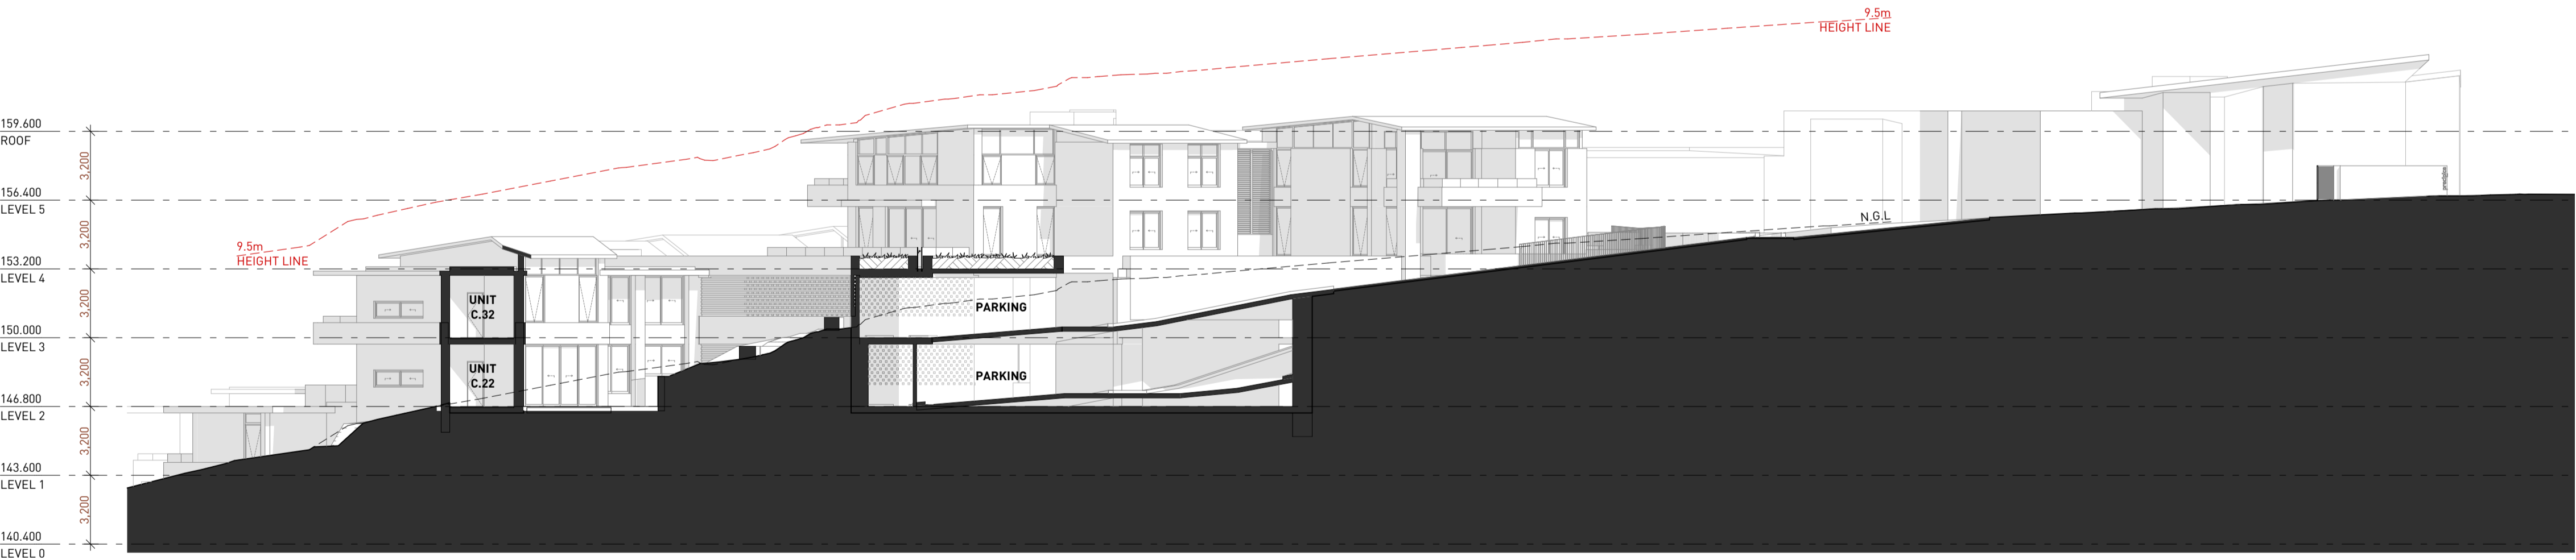 9.5m
HEIGHT LINE
159.600
ROOF
3,200
156.400
LEVEL 5
N.G.L
3,200
9.5m
HEIGHT LINE
153.200
LEVEL 4
UNIT
C.32
PARKING
3,200
150.000
LEVEL 3
UNIT
C.22
PARKING
3,200
146.800
LEVEL 2
3,200
143.600
LEVEL 1
3,200
140.400
LEVEL 0